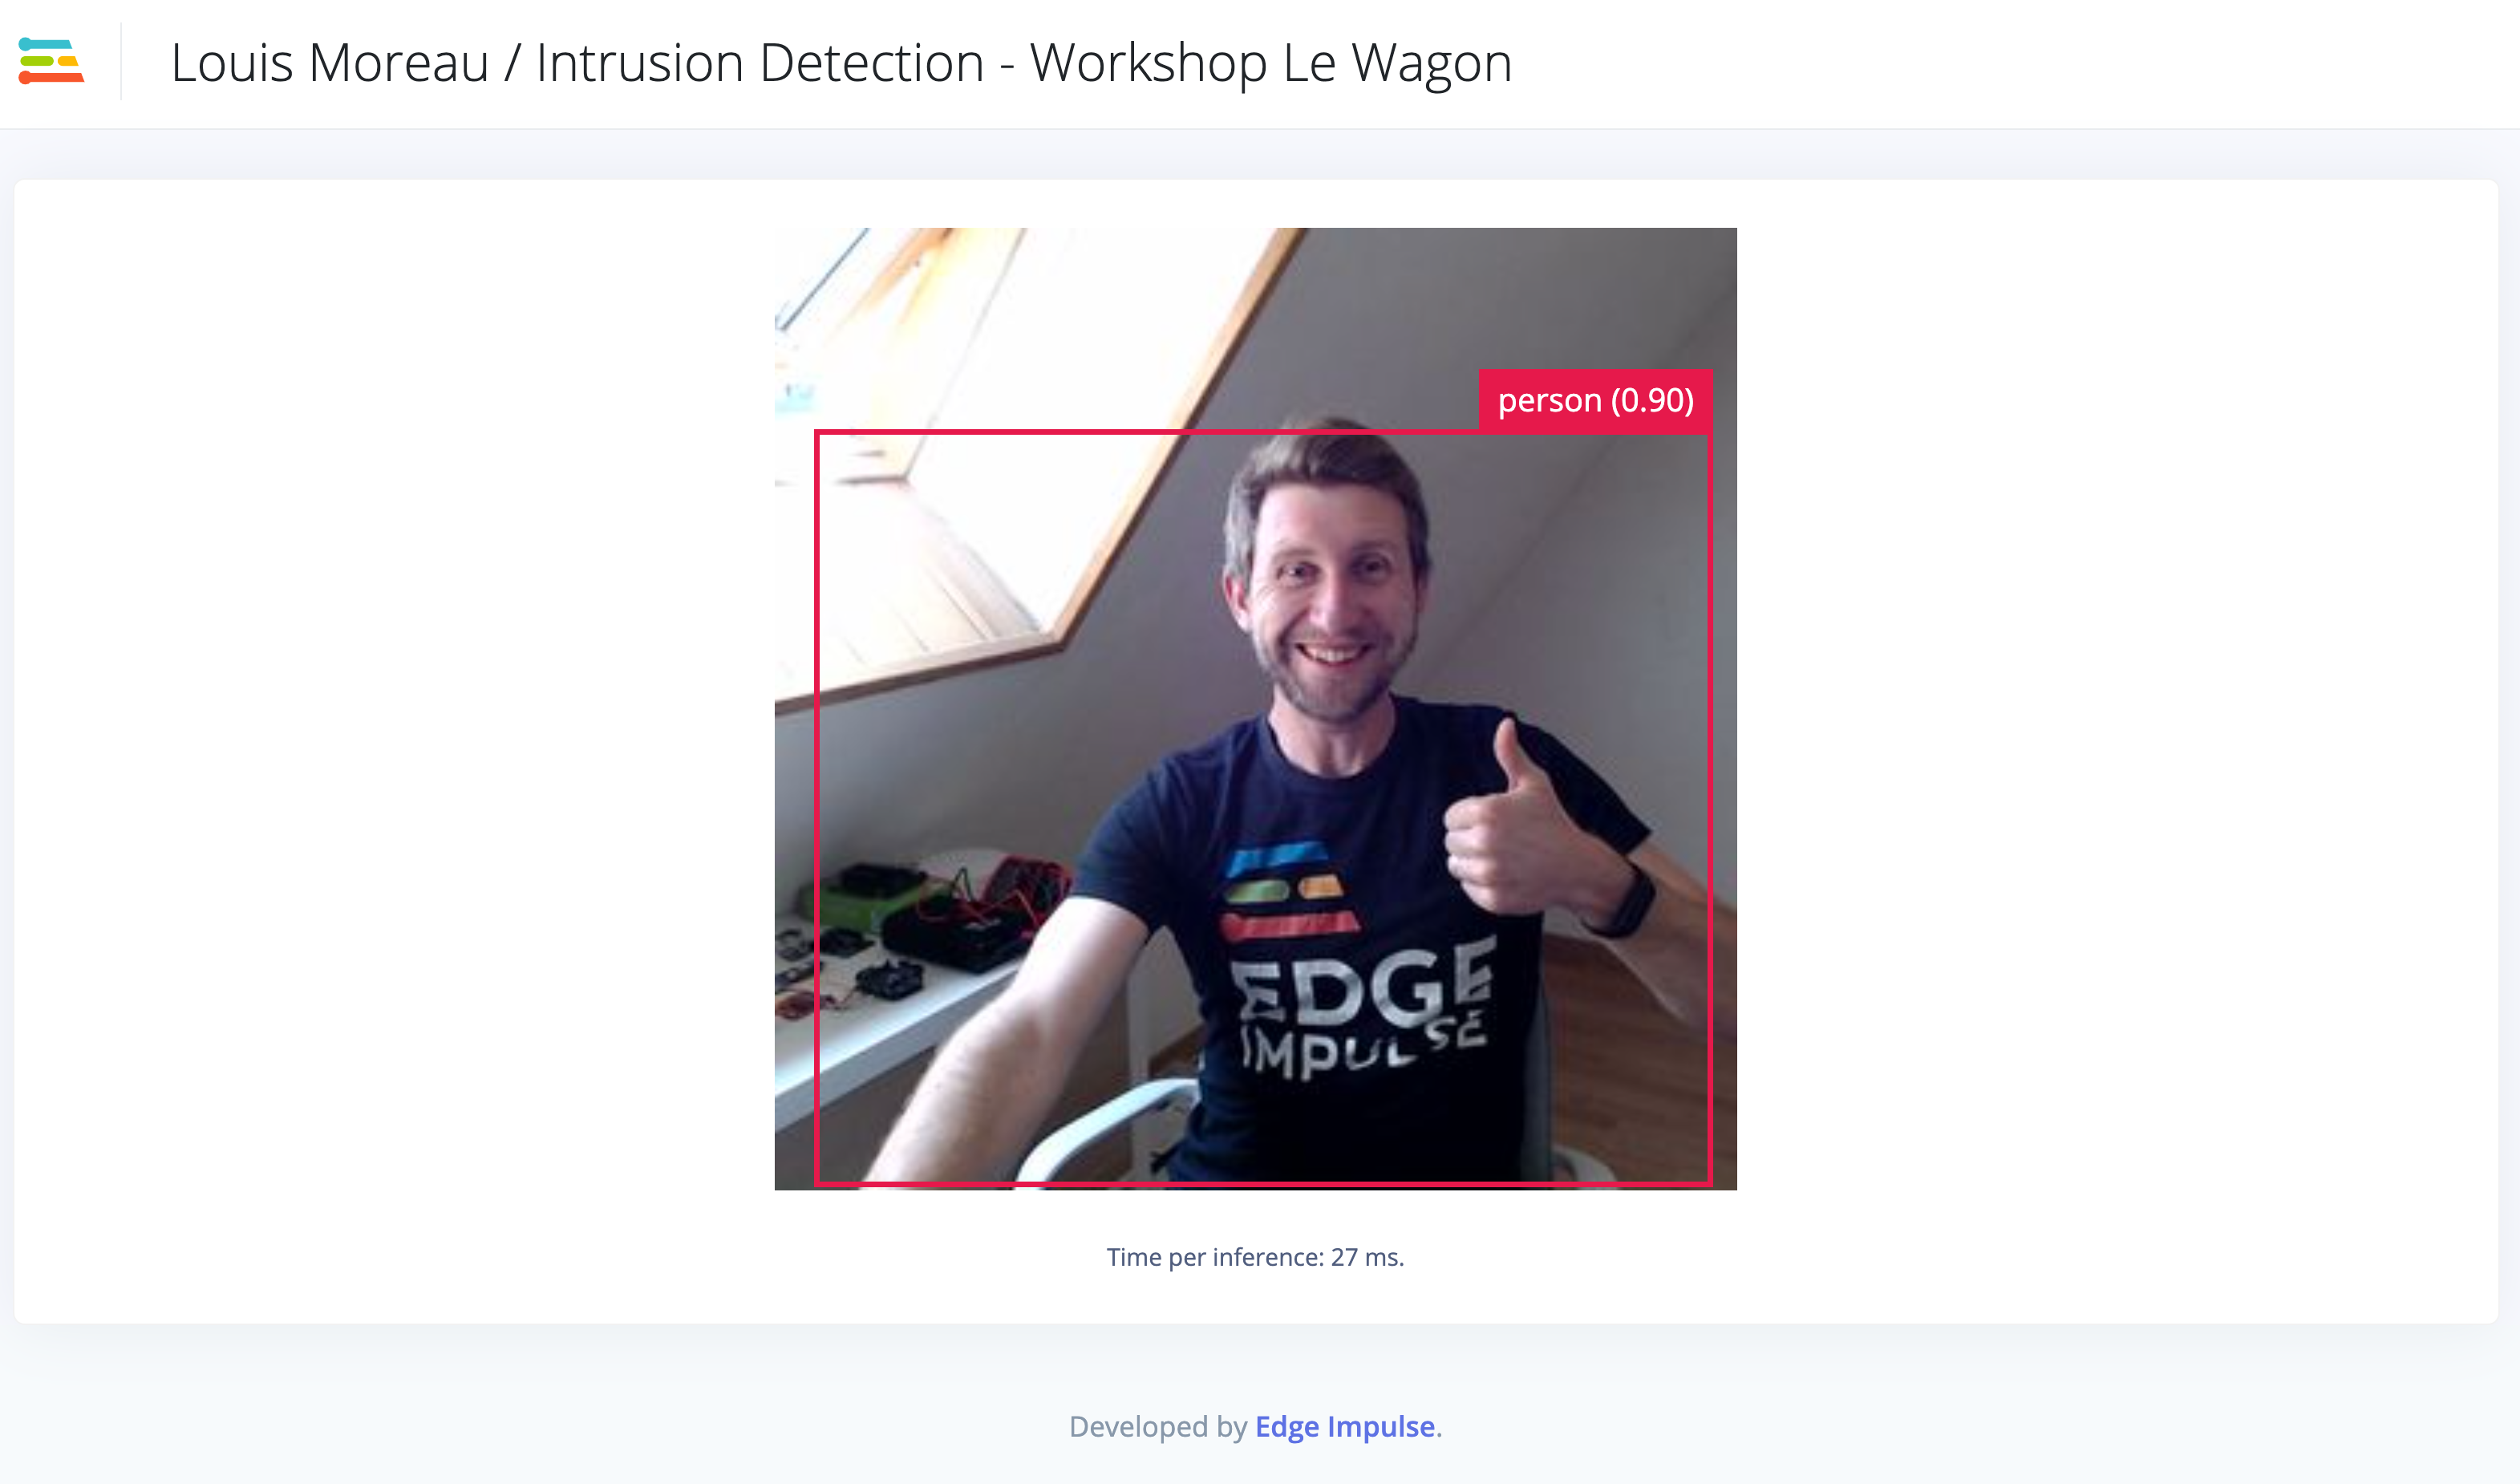 Louis Moreau / Intrusion Detection - Workshop Le Wagon
person (0.90)
EDGE
IMPULSE
Time per inference: 27 ms.
Developed by Edge Impulse.